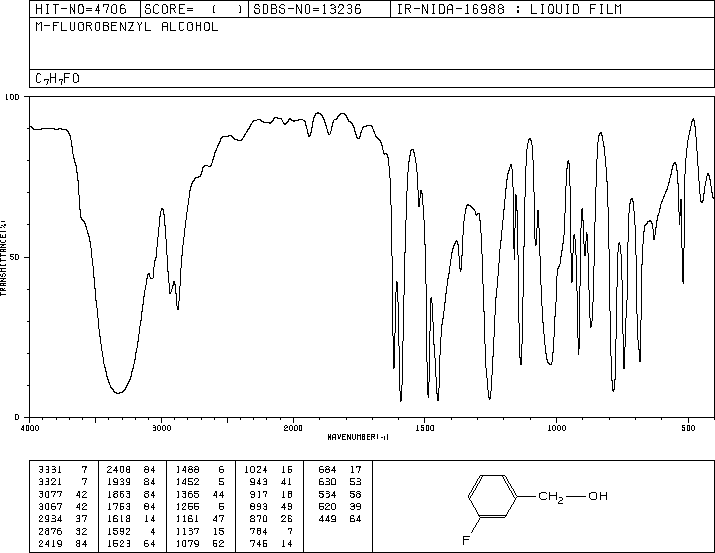 HIT-NO=4706 SCORE= ( ) SDBS-NO=13236 IR-NIDA-16988 : LIQUID FILM
M-FLUOROBENZYL ALCOHOL
C₇H₇FO
100
50
0
TRANSMITTANCE(%)
4000 3000 2000 1500 1000 500
WAVENUMBER(-1)
3331 7 2408 84 1488 6 1024 16 684 17
3321 7 1939 84 1452 5 943 41 630 53
3077 42 1863 84 1365 44 917 18 534 58
3067 42 1763 84 1255 5 893 49 520 39
2934 37 1618 14 1161 47 870 26 449 64
2876 32 1592 4 1137 15 784 7
2419 84 1523 64 1079 52 746 14
CH₂ OH
F